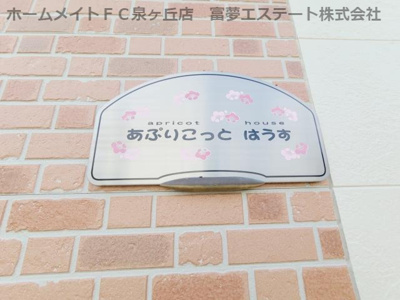 ホームメイトＦＣ泉ヶ丘店　富夢エステート株式会社
apricot house
あぷりこっと はうす